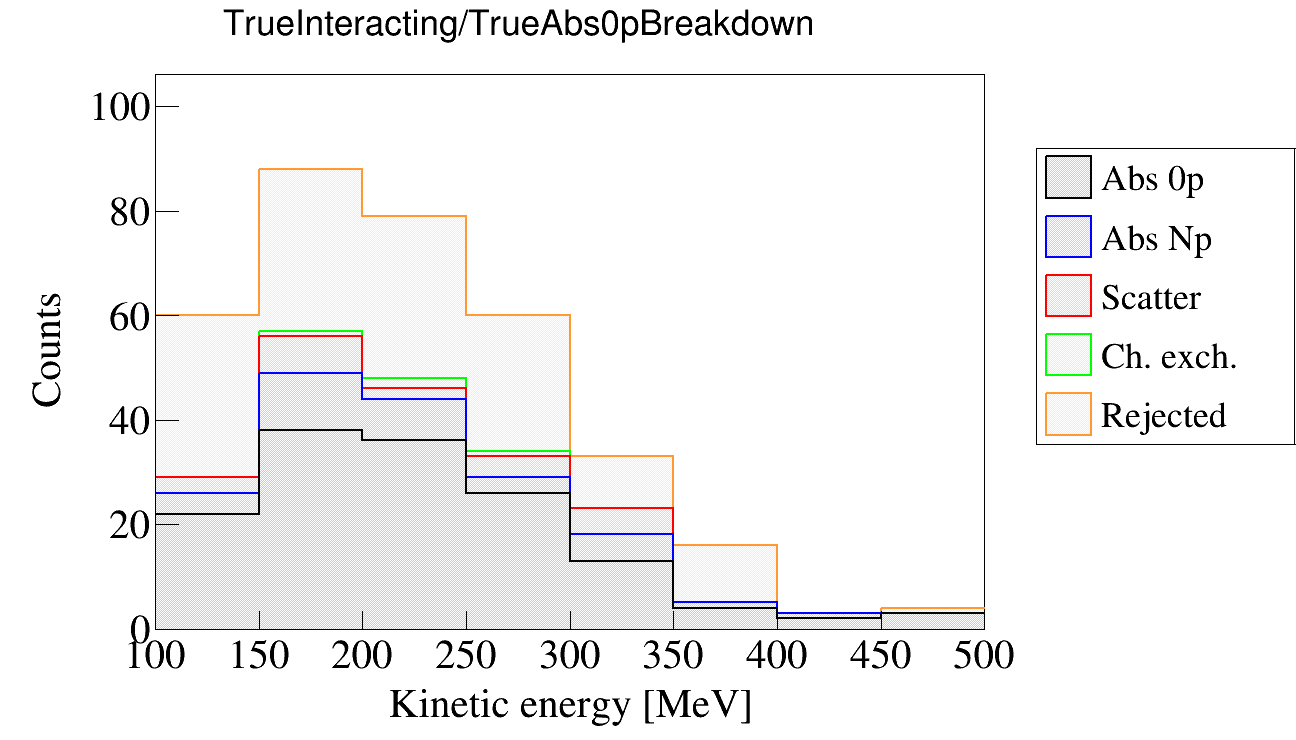 TrueInteracting/TrueAbs0pBreakdown
100
80
60
40
20
0
Counts
100 150 200 250 300 350 400 450 500
Kinetic energy [MeV]
Abs 0p
Abs Np
Scatter
Ch. exch.
Rejected